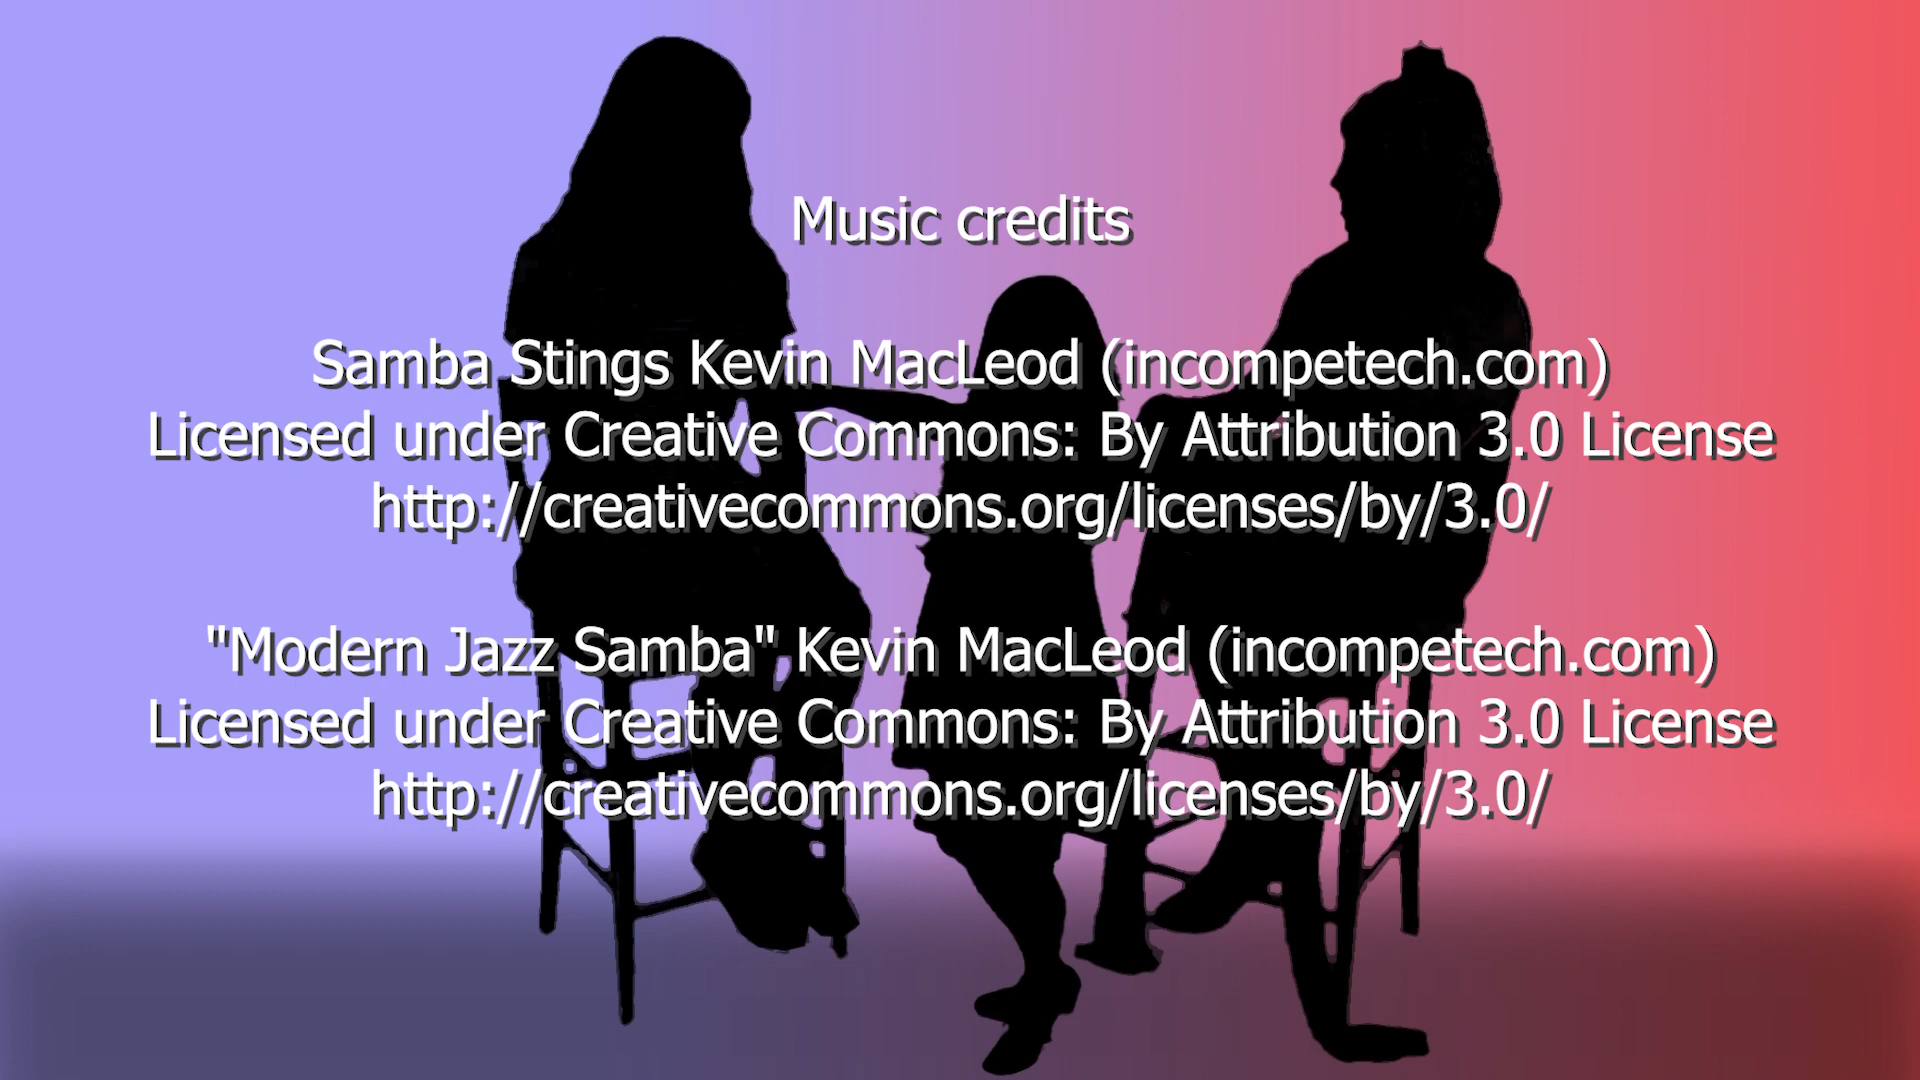 Music credits
Samba Stings Kevin MacLeod (incompetech.com)
Licensed under Creative Commons: By Attribution 3.0 License
http://creativecommons.org/licenses/by/3.0/
"Modern Jazz Samba" Kevin MacLeod (incompetech.com)
Licensed under Creative Commons: By Attribution 3.0 License
http://creativecommons.org/licenses/by/3.0/